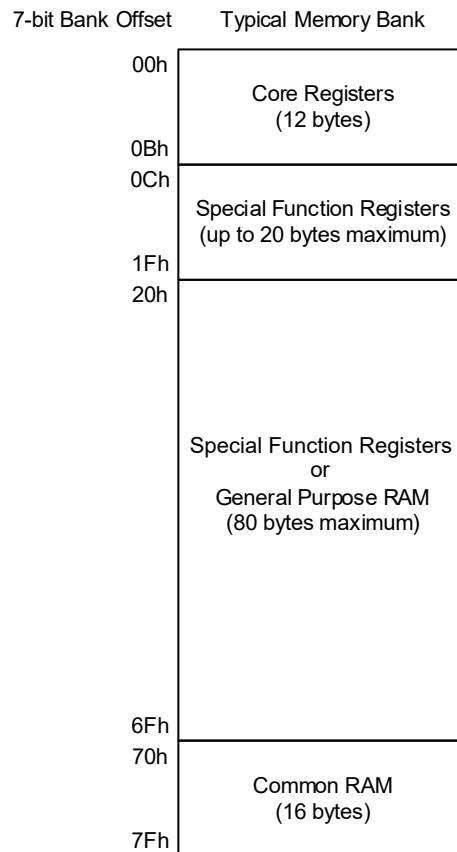 7-bit Bank Offset Typical Memory Bank
00h
Core Registers
(12 bytes)
0Bh
0Ch
Special Function Registers
(up to 20 bytes maximum)
1Fh
20h
Special Function Registers
or
General Purpose RAM
(80 bytes maximum)
6Fh
70h
Common RAM
(16 bytes)
7Fh